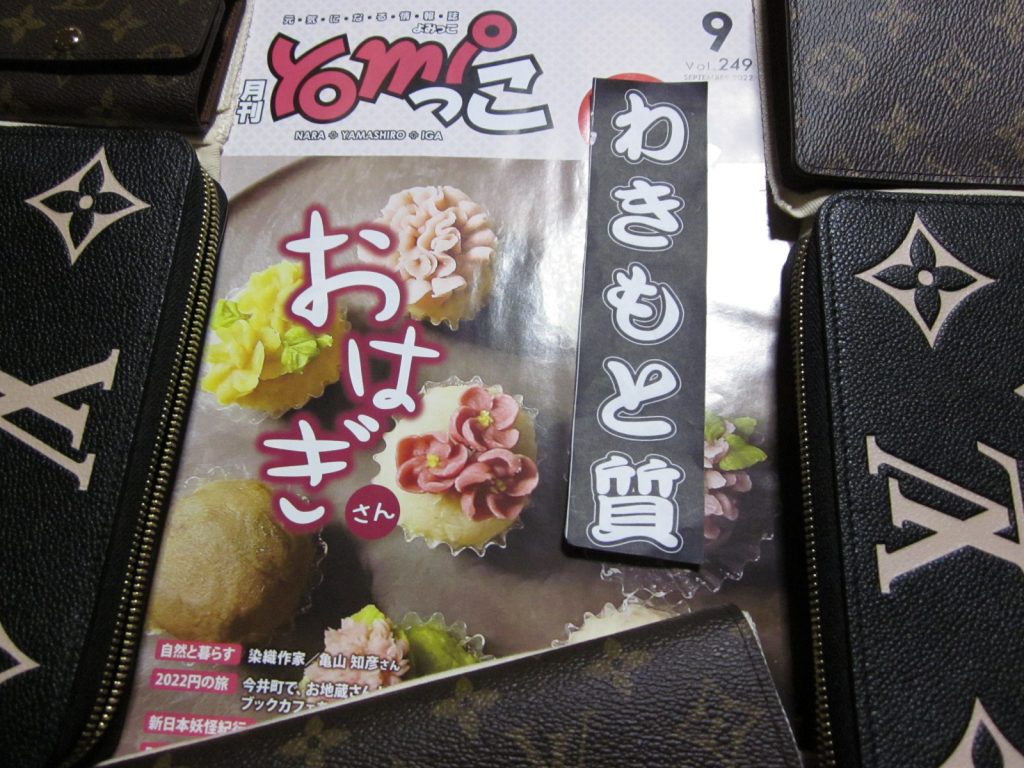 元・気・に・な・る・情・報・誌
よみっこ
月刊
yomiっこ
NARA YAMASHIRO IGA
9
Vol.249
SEPTEMBER 2022
わきもと質
おはぎ
さん
自然と暮らす 染織作家/亀山 知彦さん
2022円の旅 今井町で、お地蔵さん
ブックカフェ
新日本妖怪紀行
LV
LV